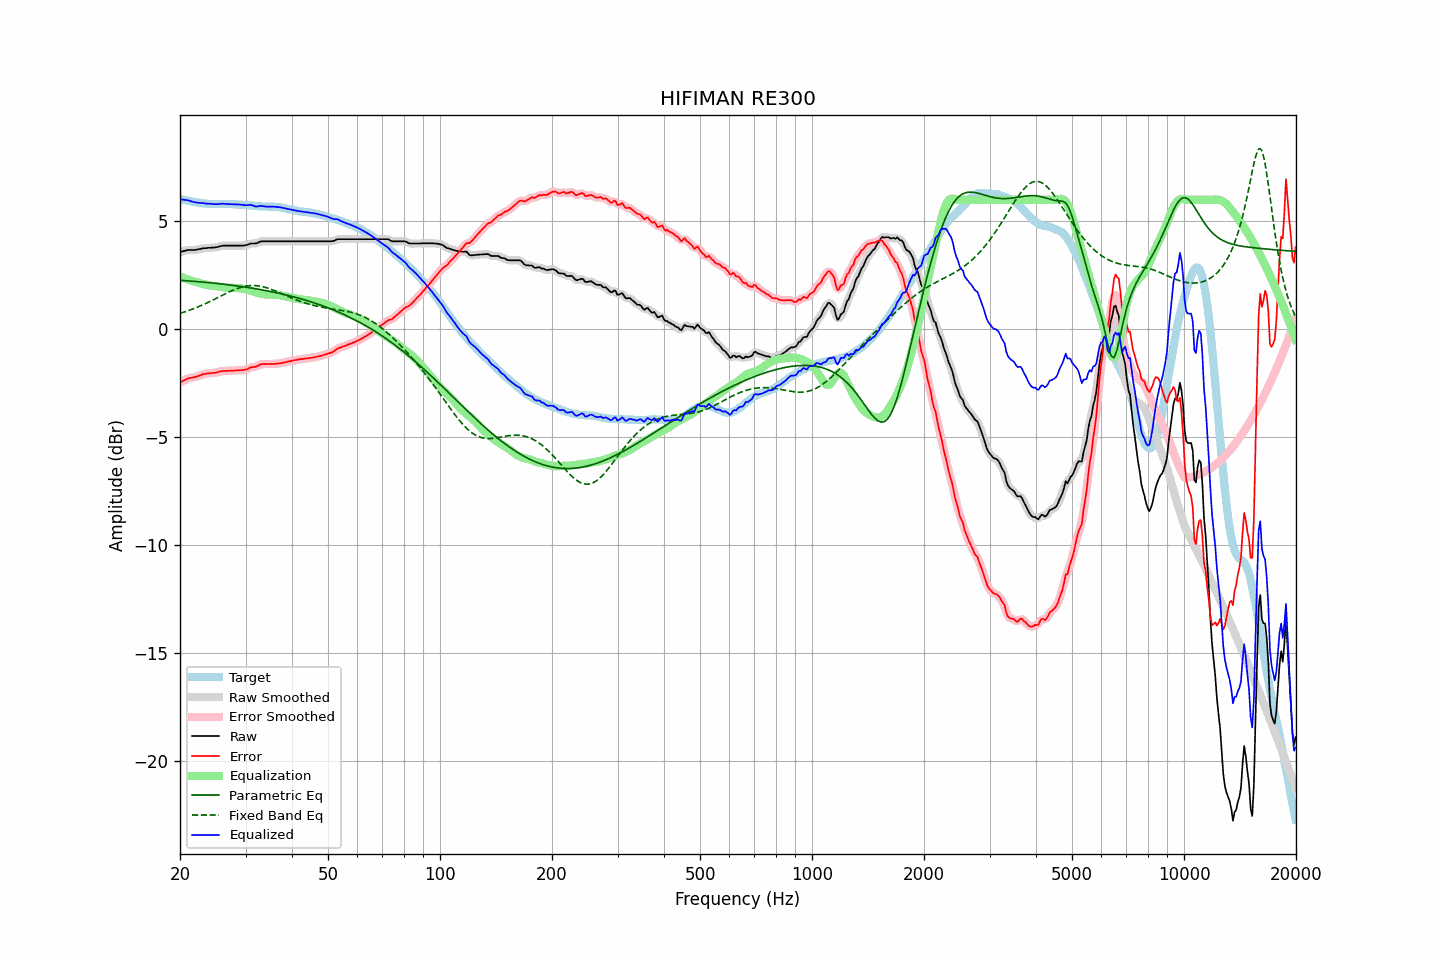 HIFIMAN RE300
Amplitude (dBr)
5
0
−5
−10
−15
−20
Target
Raw Smoothed
Error Smoothed
Raw
Error
Equalization
Parametric Eq
Fixed Band Eq
Equalized
20 50 100 200 500 1000 2000 5000 10000 20000
Frequency (Hz)